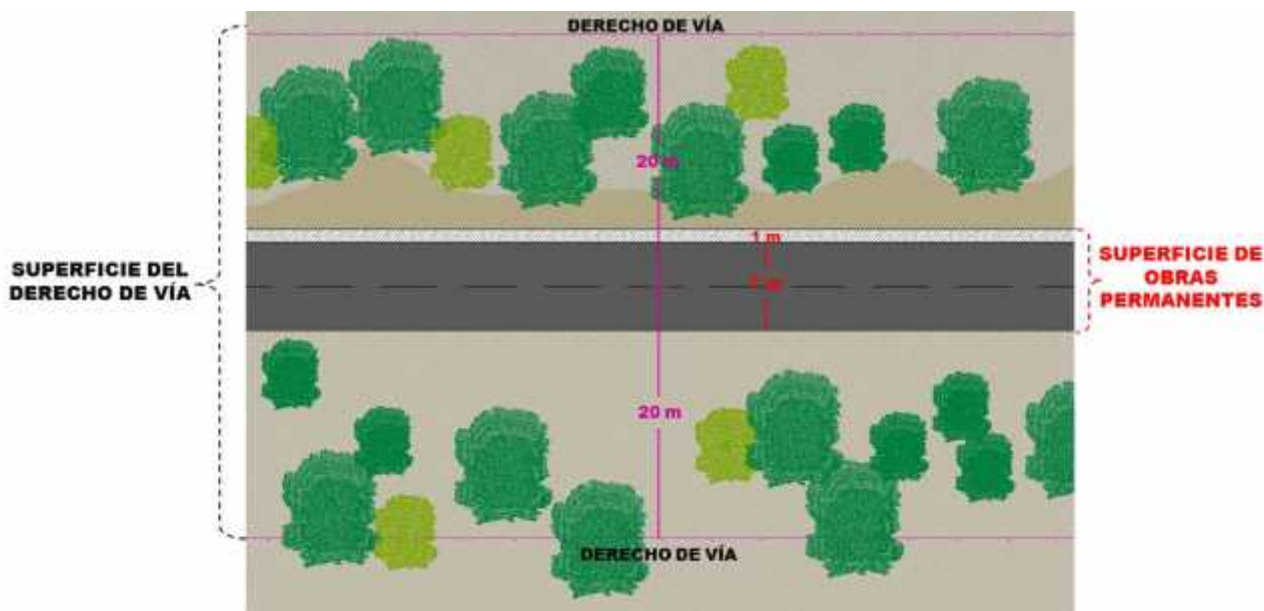 DERECHO DE VÍA
20 m
1 m
SUPERFICIE DEL
DERECHO DE VÍA
SUPERFICIE DE
OBRAS
PERMANENTES
20 m
DERECHO DE VÍA